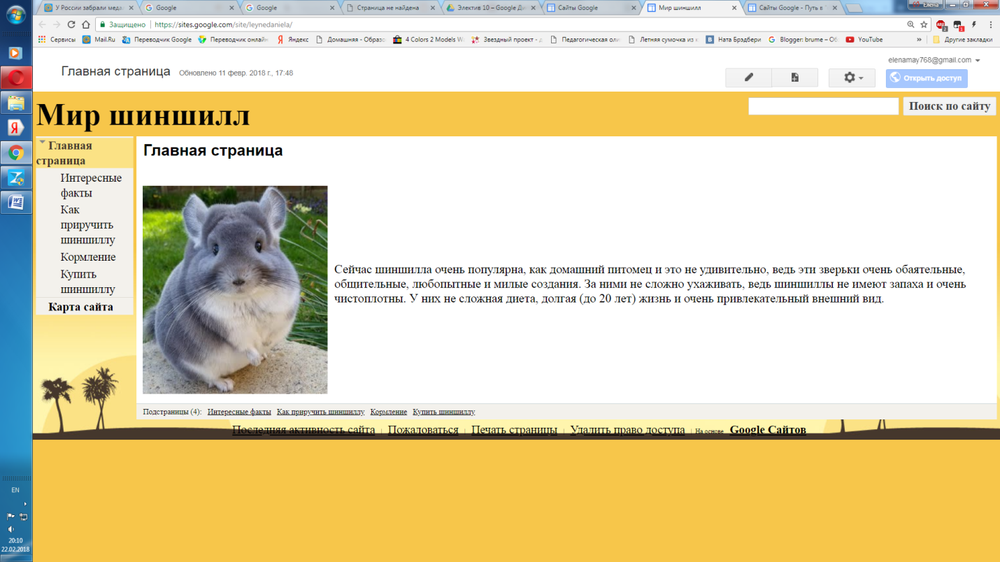 У России забрали меда
Google
Google
Страница не найдена
Электив 10 – Google Ди
Сайты Google
Мир шиншилл
Сайты Google - Путь в
Елена
Защищено
https://sites.google.com/site/leynedaniela/
Сервисы
Mail.Ru
Переводчик Google
Переводчик онлайн
Яндекс
Домашняя - Образо
4 Colors 2 Models W
Звездный проект - д
Педагогическая оли
Летняя сумочка из к
Ната Брэдбери
Blogger: brume – Об
YouTube
»
Другие закладки
elenamay768@gmail.com
Главная страница Обновлено 11 февр. 2018 г., 17:48
Открыть доступ
Мир шиншилл
Поиск по сайту
Главная
страница
Интересные
факты
Как
приручить
шиншиллу
Кормление
Купить
шиншиллу
Карта сайта
Главная страница
Сейчас шиншилла очень популярна, как домашний питомец и это не удивительно, ведь эти зверьки очень обаятельные,
общительные, любопытные и милые создания. За ними не сложно ухаживать, ведь шиншиллы не имеют запаха и очень
чистоплотны. У них не сложная диета, долгая (до 20 лет) жизнь и очень привлекательный внешний вид.
Подстраницы (4): Интересные факты Как приручить шиншиллу Кормление Купить шиншиллу
Последняя активность сайта | Пожаловаться | Печать страницы | Удалить право доступа | На основе Google Сайтов
EN
20:10
22.02.2018